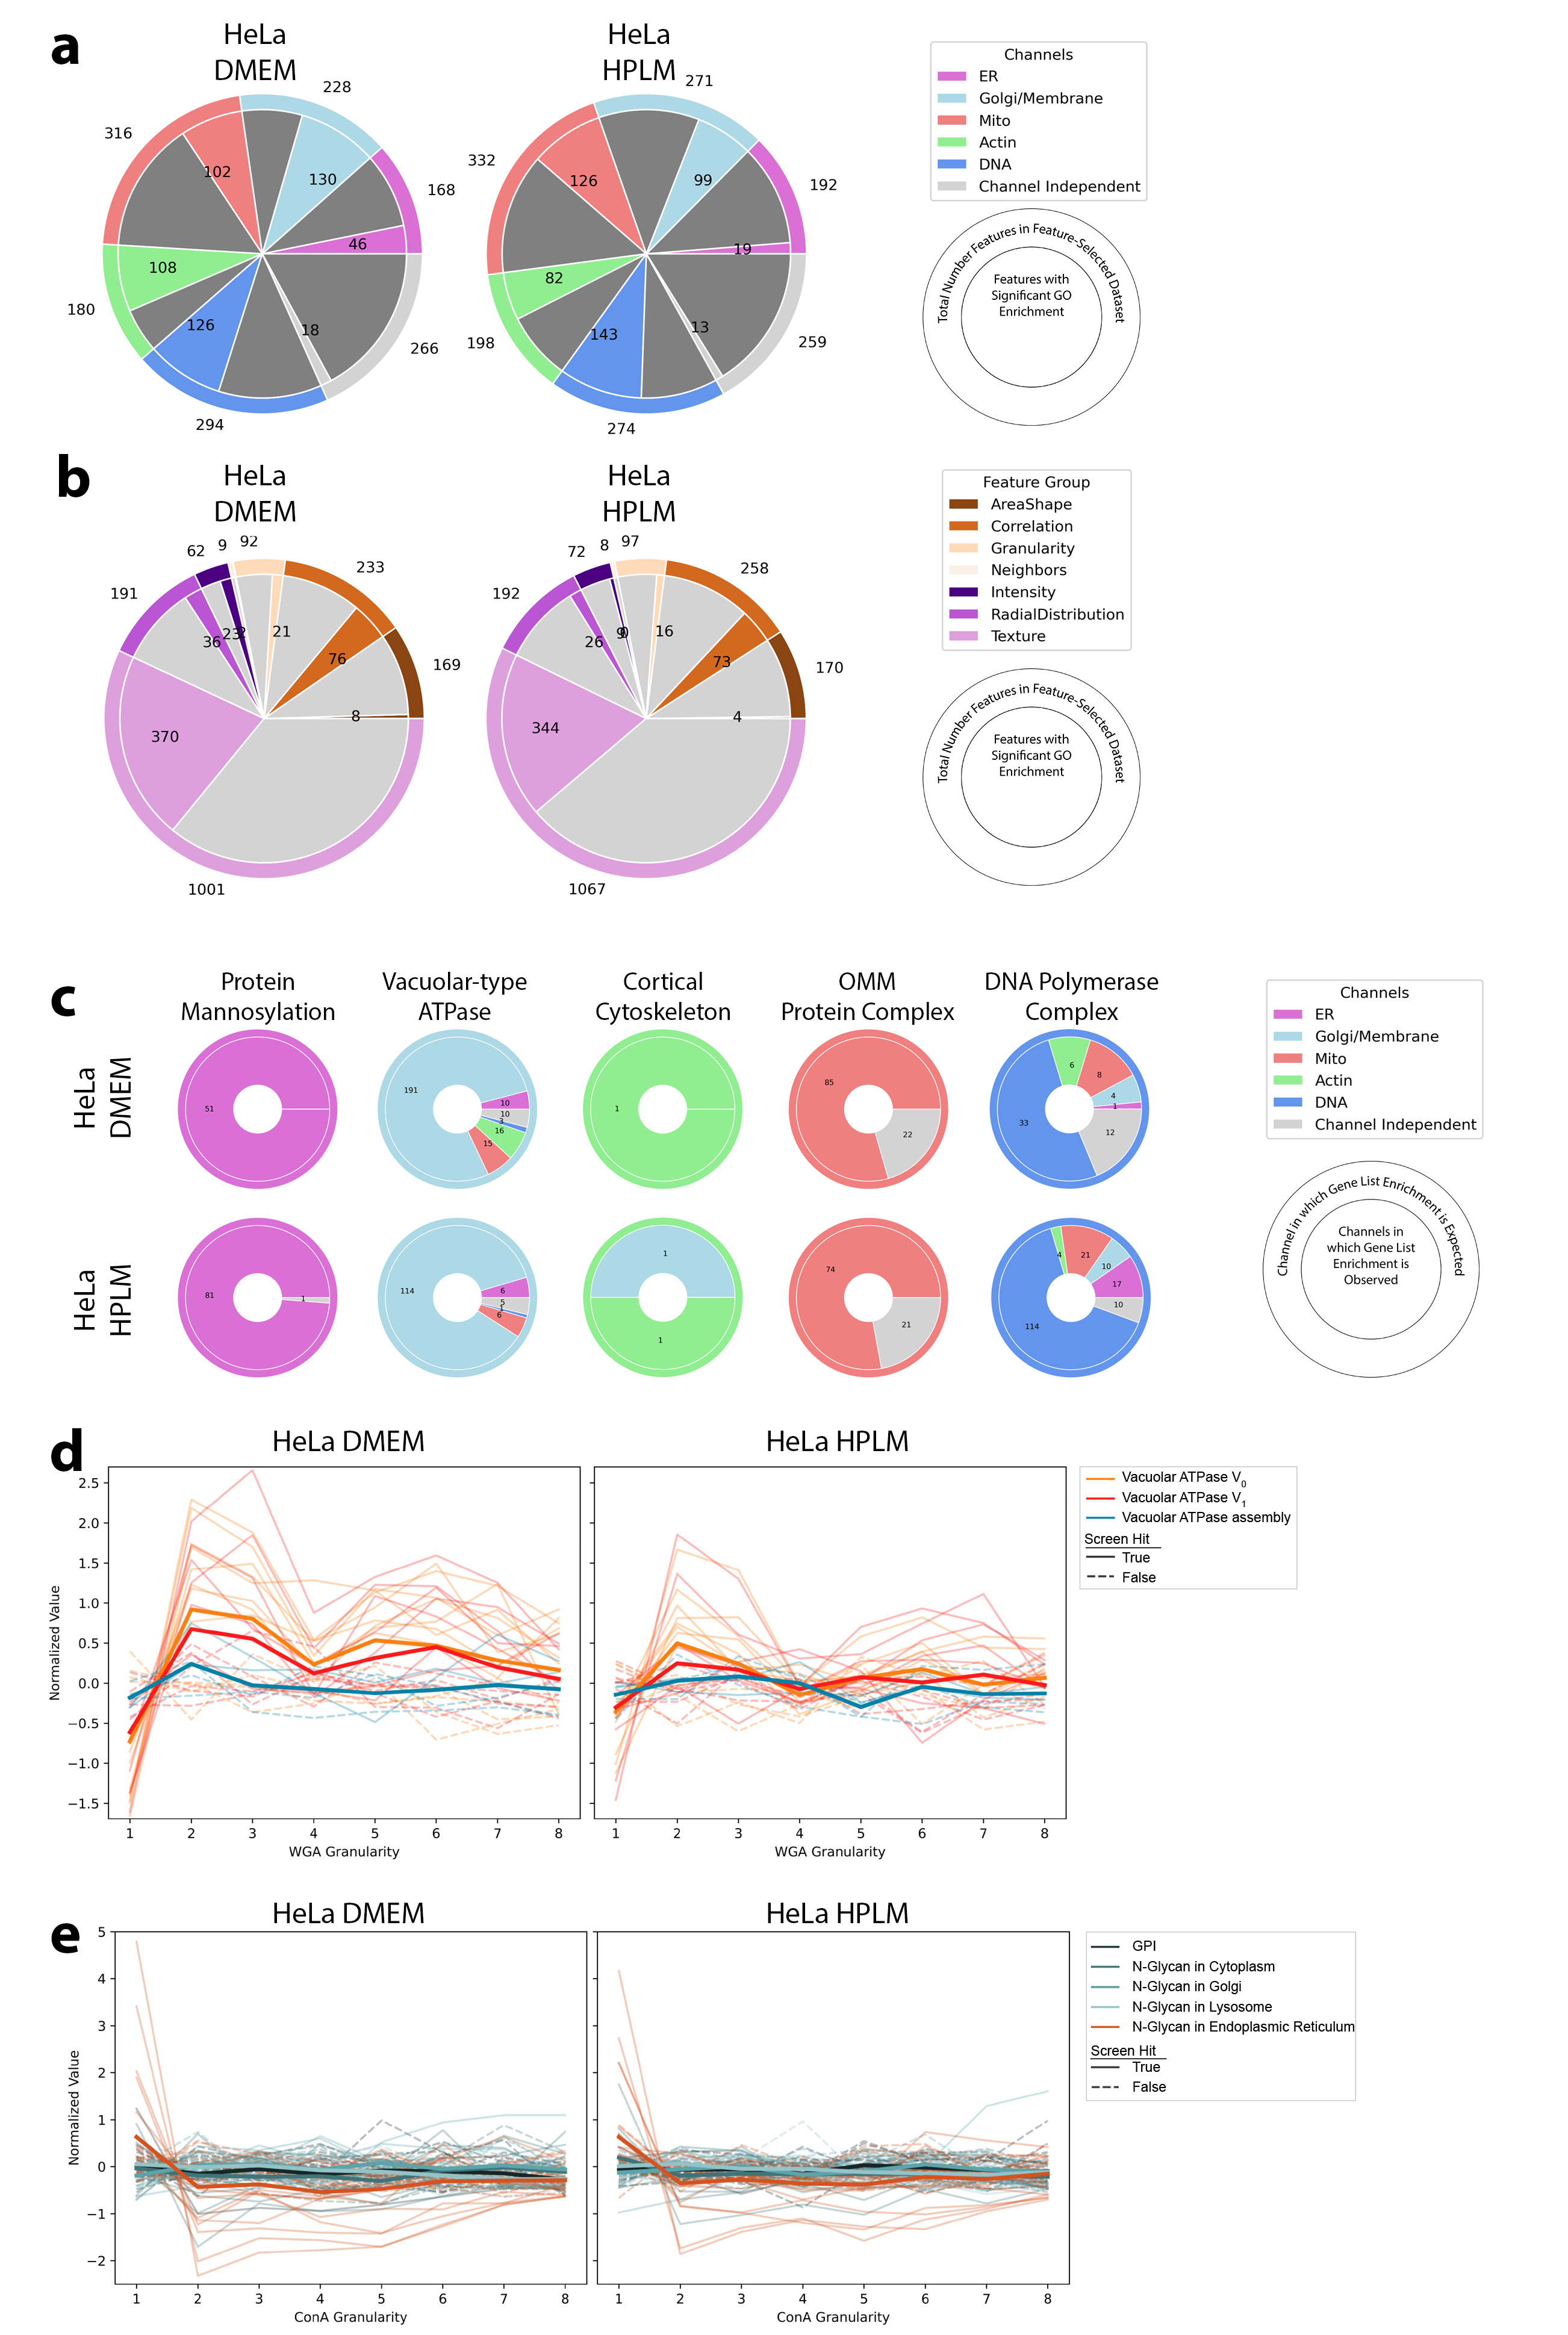 a
HeLa
DMEM
228
316
102
130
168
46
108
180
126
18
266
294
HeLa
HPLM
271
332
126
99
192
19
82
198
143
13
259
274
Channels
ER
Golgi/Membrane
Mito
Actin
DNA
Channel Independent
Total Number Features in Feature-Selected Dataset
Features with
Significant GO
Enrichment
b
HeLa
DMEM
62
9
92
233
191
36
23
2
21
76
169
8
370
1001
HeLa
HPLM
72
8
97
258
192
26
9
0
16
73
170
4
344
1067
Feature Group
AreaShape
Correlation
Granularity
Neighbors
Intensity
RadialDistribution
Texture
Total Number Features in Feature-Selected Dataset
Features with
Significant GO
Enrichment
c
Protein
Mannosylation
Vacuolar-type
ATPase
Cortical
Cytoskeleton
OMM
Protein Complex
DNA Polymerase
Complex
HeLa
DMEM
51
191
10
10
3
16
15
1
85
22
6
8
4
1
33
12
HeLa
HPLM
81
1
114
6
5
1
6
1
1
74
21
4
21
10
17
10
114
Channels
ER
Golgi/Membrane
Mito
Actin
DNA
Channel Independent
Channel in which Gene List Enrichment is Expected
Channels in
which Gene List
Enrichment is
Observed
d
HeLa DMEM
HeLa HPLM
Normalized Value
2.5
2.0
1.5
1.0
0.5
0.0
−0.5
−1.0
−1.5
1 2 3 4 5 6 7 8
WGA Granularity
1 2 3 4 5 6 7 8
WGA Granularity
Vacuolar ATPase V0
Vacuolar ATPase V1
Vacuolar ATPase assembly
Screen Hit
True
False
e
HeLa DMEM
HeLa HPLM
Normalized Value
5
4
3
2
1
0
−1
−2
1 2 3 4 5 6 7 8
ConA Granularity
1 2 3 4 5 6 7 8
ConA Granularity
GPI
N-Glycan in Cytoplasm
N-Glycan in Golgi
N-Glycan in Lysosome
N-Glycan in Endoplasmic Reticulum
Screen Hit
True
False